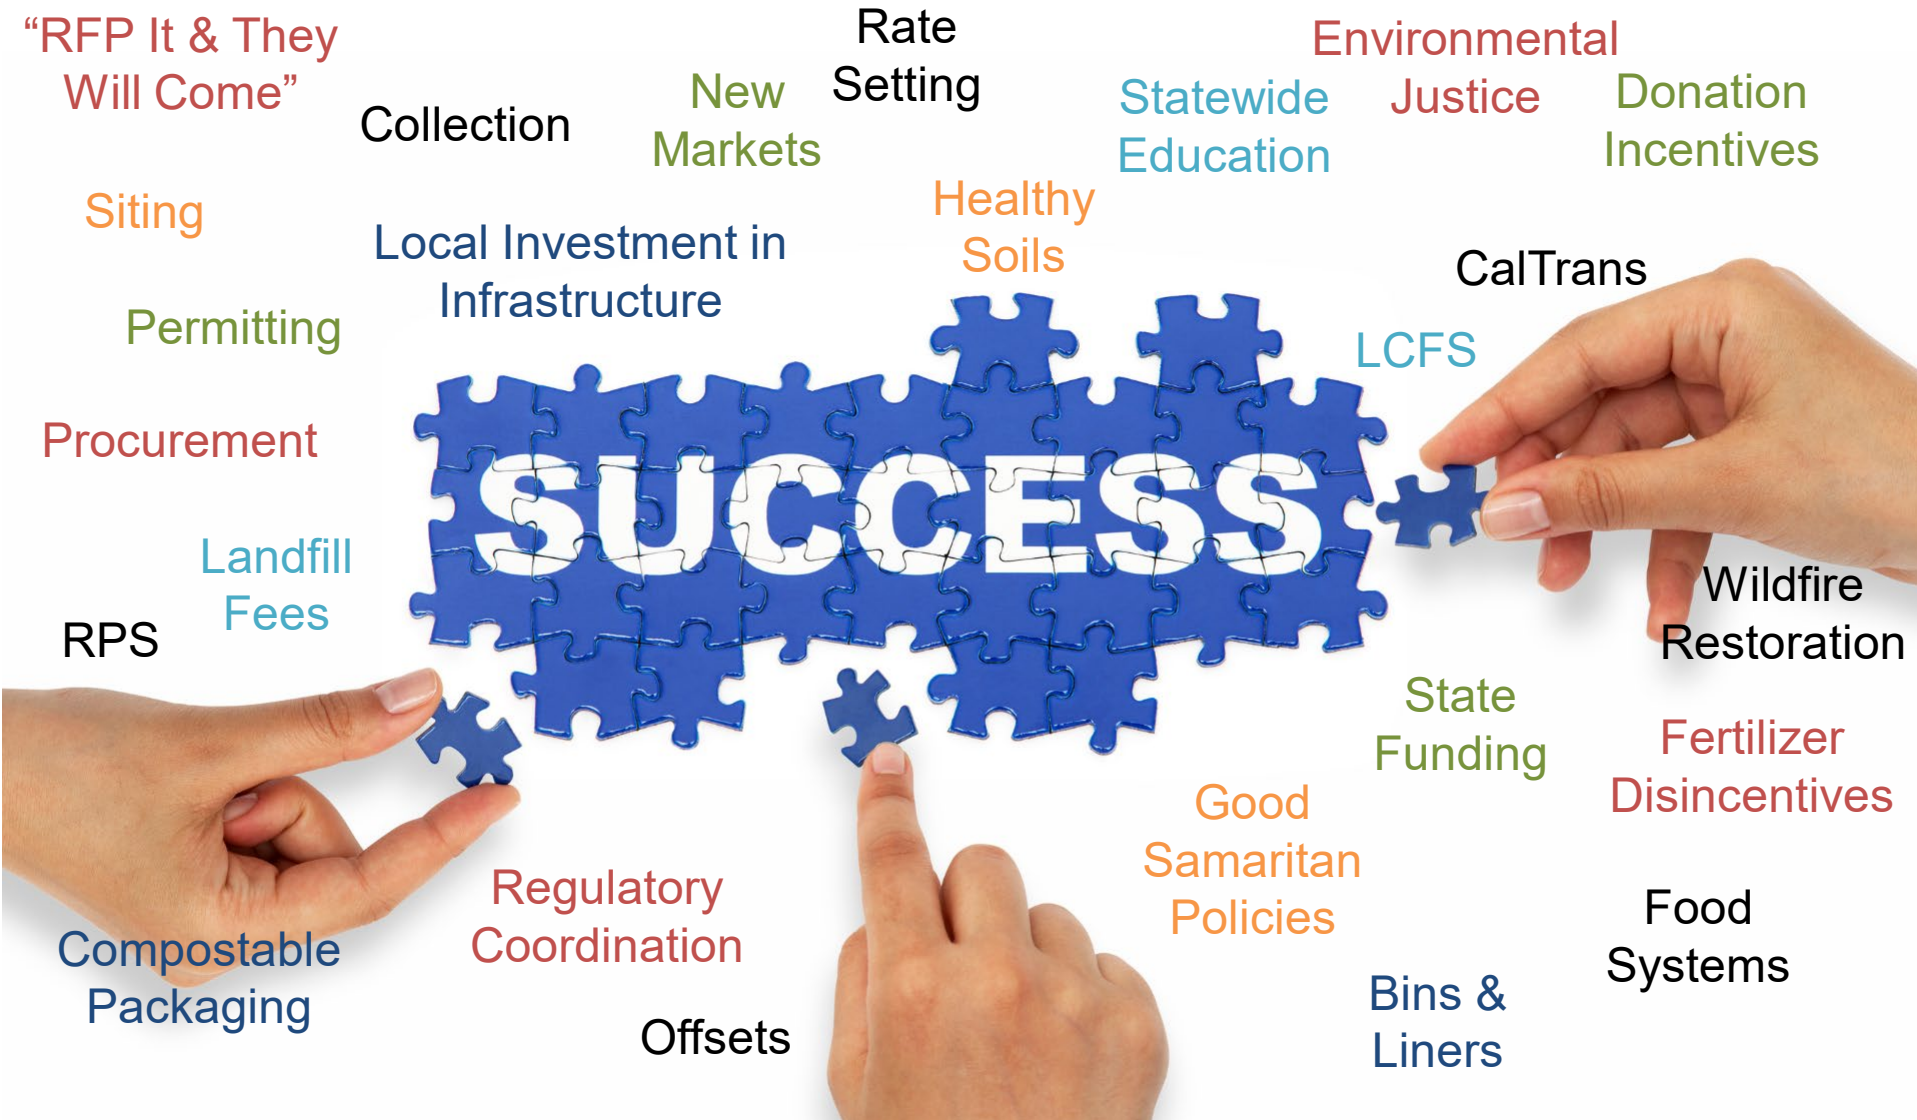 “RFP It & They
Will Come”
Collection
New
Markets
Rate
Setting
Statewide
Education
Environmental
Justice
Donation
Incentives
Siting
Local Investment in
Infrastructure
Healthy
Soils
CalTrans
Permitting
LCFS
Procurement
SUCCESS
Landfill
Fees
RPS
Wildfire
Restoration
State
Funding
Fertilizer
Disincentives
Good
Samaritan
Policies
Regulatory
Coordination
Food
Systems
Compostable
Packaging
Bins &
Liners
Offsets